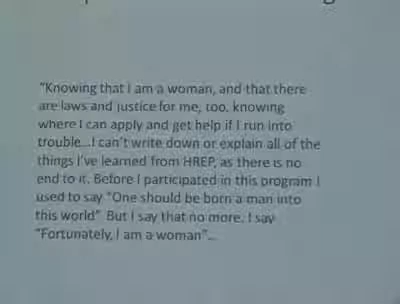 "Knowing that I am a woman, and that there
are laws and justice for me, too, knowing
where I can apply and get help if I run into
trouble...I can't write down or explain all of the
things I've learned from HREP, as there is no
end to it. Before I participated in this program I
used to say "One should be born a man into
this world". But I say that no more. I say
"Fortunately, I am a woman"...